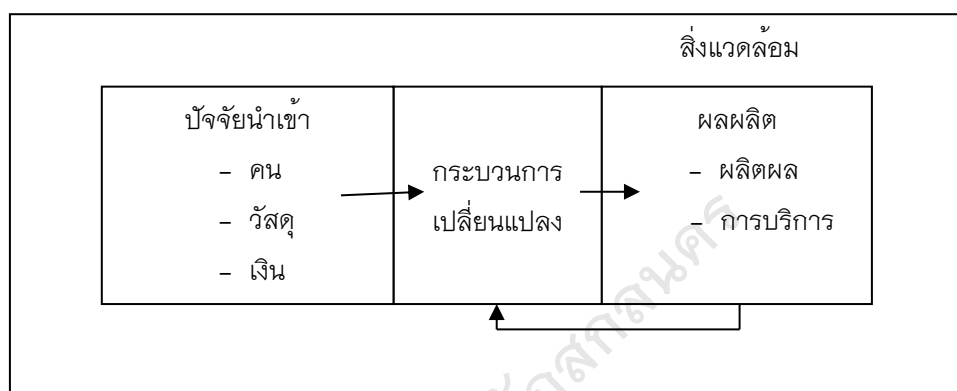 สิ่งแวดล้อม
ปัจจัยนำเข้า
- คน
- วัสดุ
- เงิน
กระบวนการ
เปลี่ยนแปลง
ผลผลิต
- ผลิตผล
- การบริการ